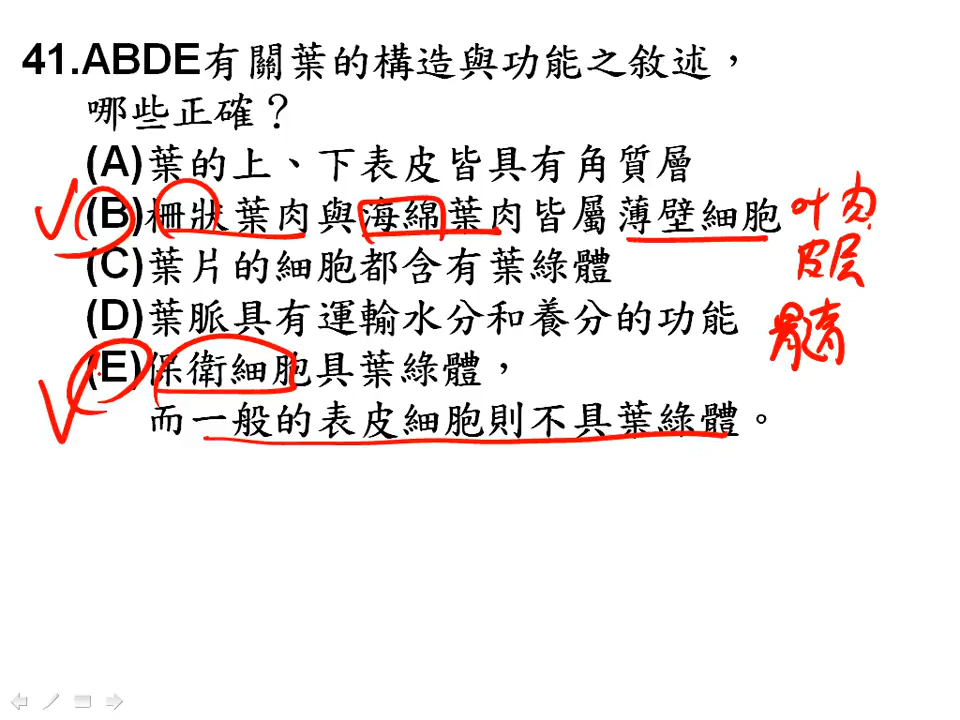 41.ABDE有關葉的構造與功能之敘述，
哪些正確？
(A)葉的上、下表皮皆具有角質層
(B)柵狀葉肉與海綿葉肉皆屬薄壁細胞
叶肉
(C)葉片的細胞都含有葉綠體
皮层
(D)葉脈具有運輸水分和養分的功能
髓
(E)保衛細胞具葉綠體，
而一般的表皮細胞則不具葉綠體。